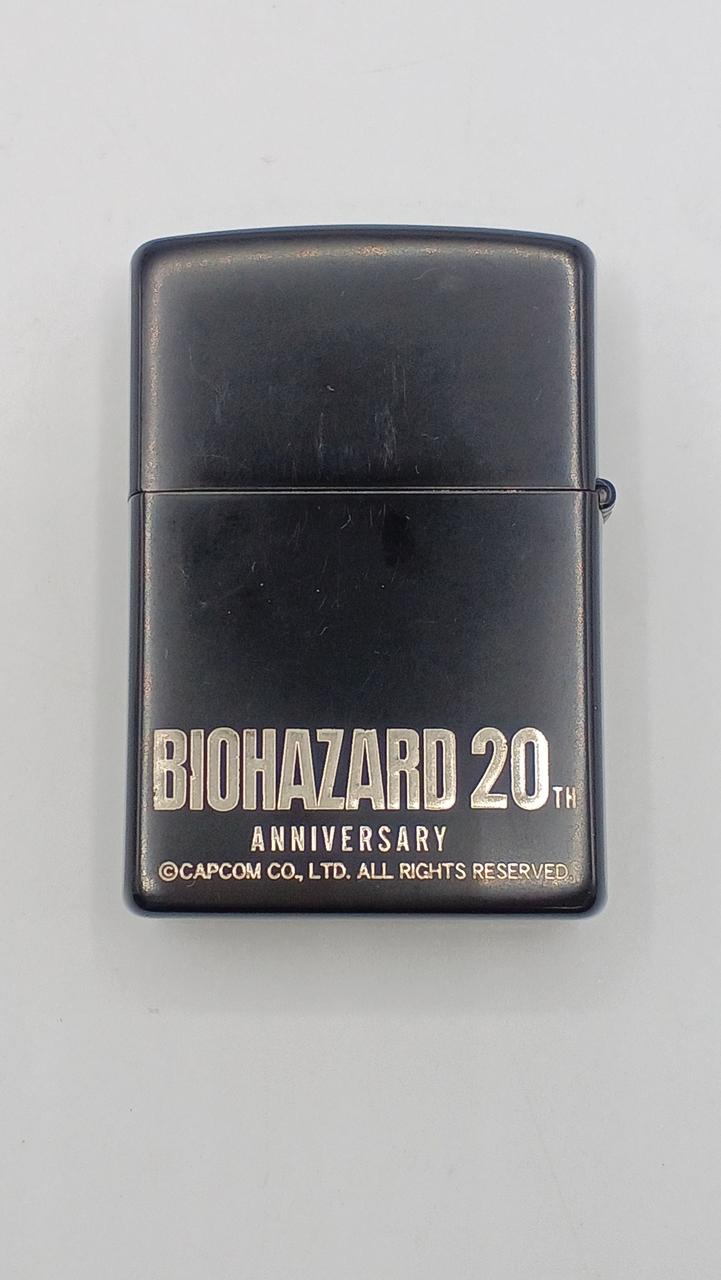 BIOHAZARD 20TH
ANNIVERSARY
©CAPCOM CO., LTD. ALL RIGHTS RESERVED.